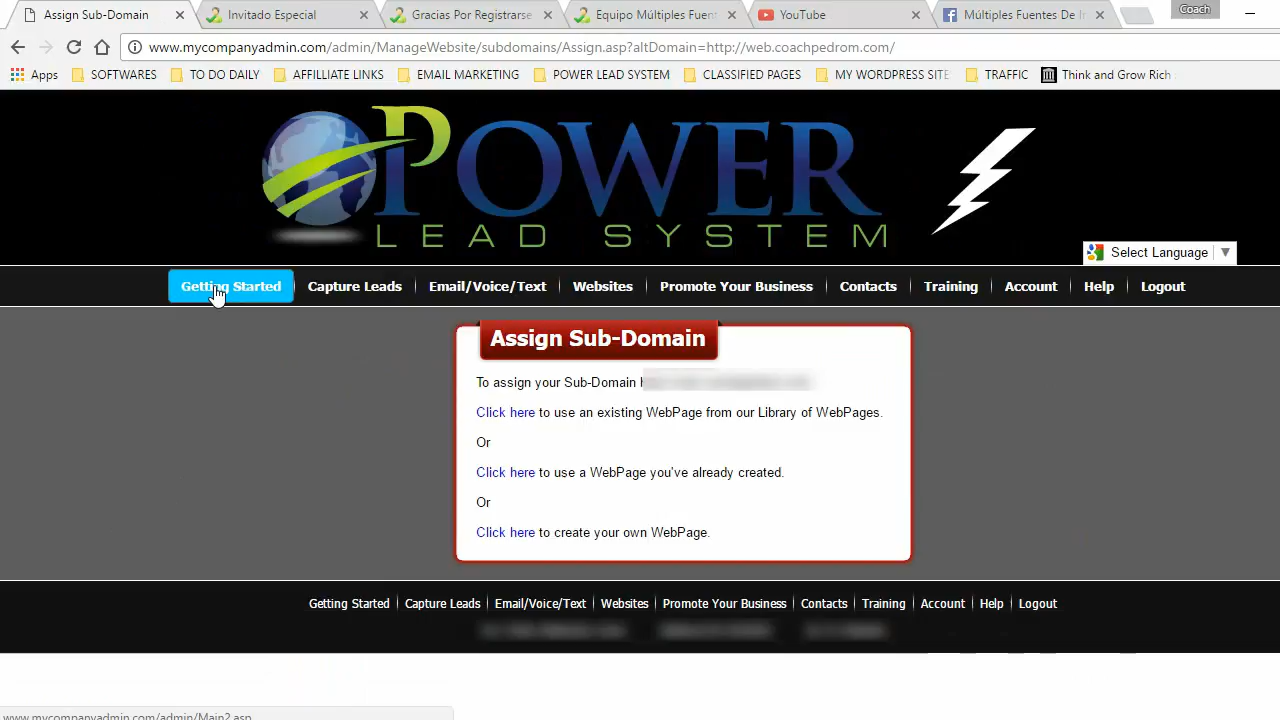 Assign Sub-Domain
Invitado Especial
Gracias Por Registrarse
Equipo Múltiples Fuent
YouTube
Múltiples Fuentes De In
Coach
www.mycompanyadmin.com/admin/ManageWebsite/subdomains/Assign.asp?altDomain=http://web.coachpedrom.com/
Apps SOFTWARES TO DO DAILY AFFILLIATE LINKS EMAIL MARKETING POWER LEAD SYSTEM CLASSIFIED PAGES MY WORDPRESS SITE TRAFFIC Think and Grow Rich
POWER
LEAD SYSTEM
Select Language ▼
Getting Started Capture Leads Email/Voice/Text Websites Promote Your Business Contacts Training Account Help Logout
Assign Sub-Domain
To assign your Sub-Domain
Click here to use an existing WebPage from our Library of WebPages.
Or
Click here to use a WebPage you've already created.
Or
Click here to create your own WebPage.
Getting Started Capture Leads Email/Voice/Text Websites Promote Your Business Contacts Training Account Help Logout
www.mycompanyadmin.com/admin/Main2.asp